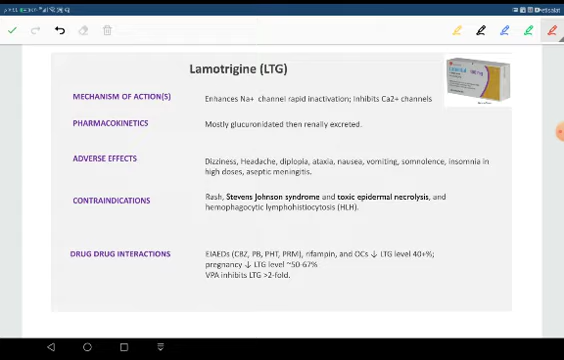 Lamotrigine (LTG)
MECHANISM OF ACTION(S)
Enhances Na+ channel rapid inactivation; Inhibits Ca2+ channels
PHARMACOKINETICS
Mostly glucuronidated then renally excreted.
ADVERSE EFFECTS
Dizziness, Headache, diplopia, ataxia, nausea, vomiting, somnolence, insomnia in
high doses, aseptic meningitis.
CONTRAINDICATIONS
Rash, Stevens Johnson syndrome and toxic epidermal necrolysis, and
hemophagocytic lymphohistiocytosis (HLH).
DRUG DRUG INTERACTIONS
EIAEDs (CBZ, PB, PHT, PRM), rifampin, and OCs ↓ LTG level 40+%;
pregnancy ↓ LTG level ~50-67%
VPA inhibits LTG >2-fold.